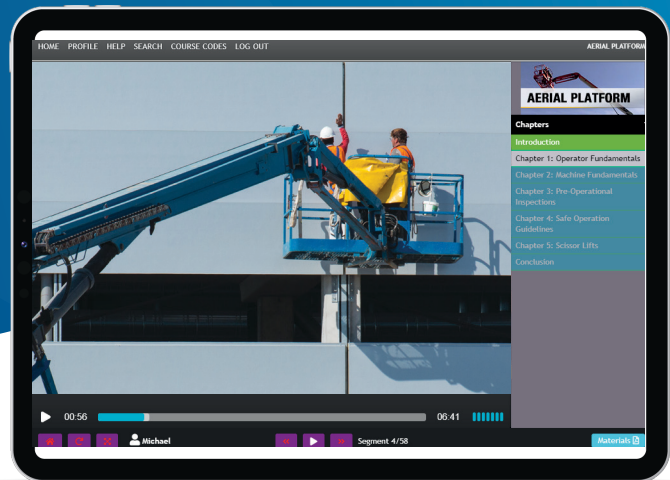 HOME PROFILE HELP SEARCH COURSE CODES LOG OUT
AERIAL PLATFORM
AERIAL PLATFORM
Chapters
Introduction
Chapter 1: Operator Fundamentals
Chapter 2: Machine Fundamentals
Chapter 3: Pre-Operational
Inspections
Chapter 4: Safe Operation
Guidelines
Chapter 5: Scissor Lifts
Conclusion
00:56
06:41
Michael
Segment 4/58
Materials